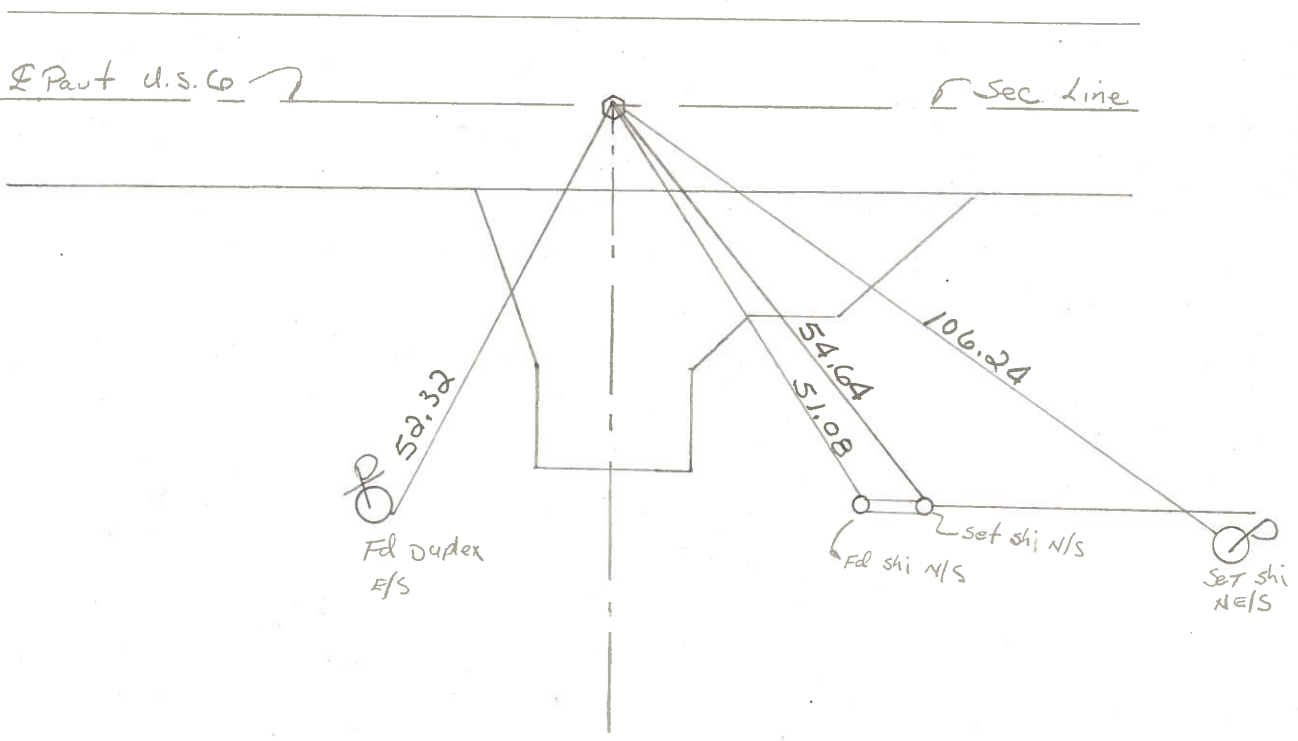 ℄ Pav't U.S. 6
Sec. Line
52.32
54.64
51.08
106.24
Fd Duplex
E/S
Fd shi N/S
Set shi N/S
Set shi
NE/S